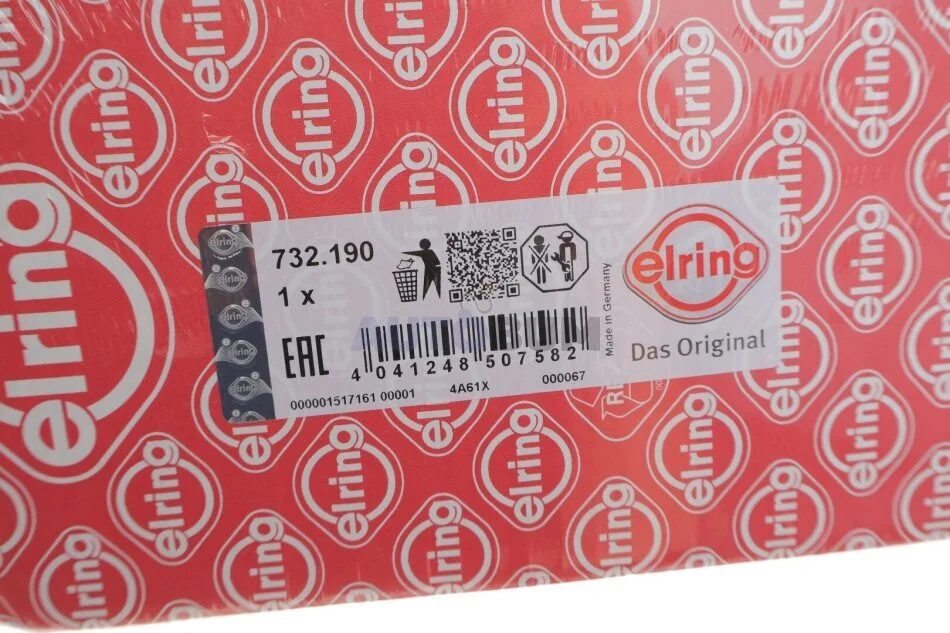 732.190
1 x
EAC
4 041248 507582
000001517161 00001 4A61X 000067
Made in Germany
elring
Das Original